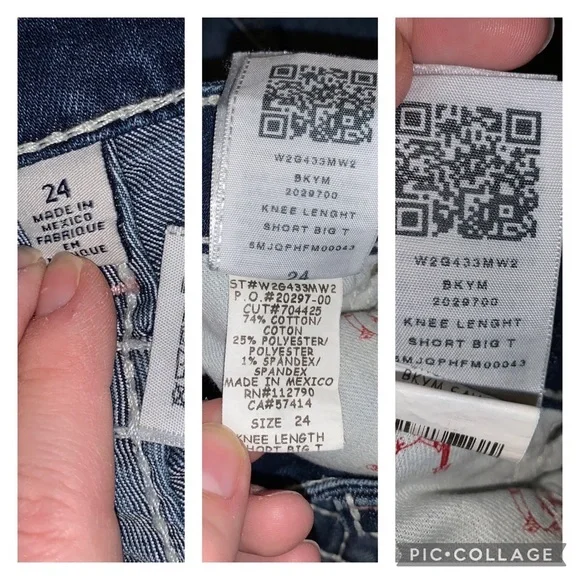 24
MADE IN
MEXICO
FABRIQUE
EN
W2G433MW2
BKYM
2029700
KNEE LENGHT
SHORT BIG T
SMJQPHFM00043
24
ST#W2G433MW2
P.O.#20297-00
CUT#704425
74% COTTON/
COTON
25% POLYESTER/
POLYESTER
1% SPANDEX/
SPANDEX
MADE IN MEXICO
RN#112790
CA#57414
SIZE 24
KNEE LENGTH
SHORT BIG T
W2G433MW2
BKYM
2029700
KNEE LENGHT
SHORT BIG T
SMJQPHFM00043
BKYM
PIC•COLLAGE